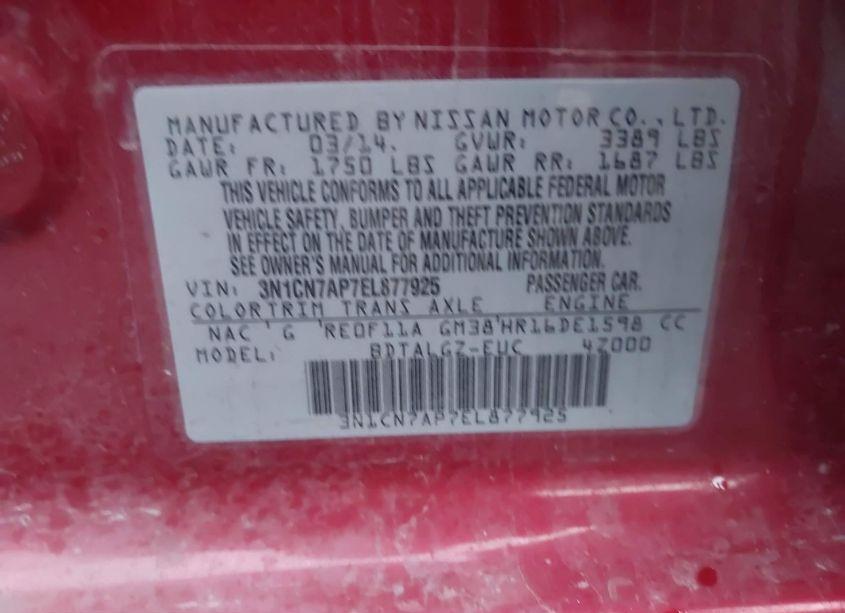 MANUFACTURED BY NISSAN MOTOR CO., LTD.
DATE: 03/14. GVWR: 3389 LBS
GAWR FR: 1750 LBS GAWR RR: 1687 LBS
THIS VEHICLE CONFORMS TO ALL APPLICABLE FEDERAL MOTOR
VEHICLE SAFETY, BUMPER AND THEFT PREVENTION STANDARDS
IN EFFECT ON THE DATE OF MANUFACTURE SHOWN ABOVE.
SEE OWNER'S MANUAL FOR ADDITIONAL INFORMATION.
VIN: 3N1CN7AP7EL877925 PASSENGER CAR.
COLOR TRIM TRANS AXLE ENGINE
NAC ' G 'RE0F11A GM38'HR16DE1598 CC
MODEL: BDTALGZ-EUC 4Z000
3N1CN7AP7EL877925